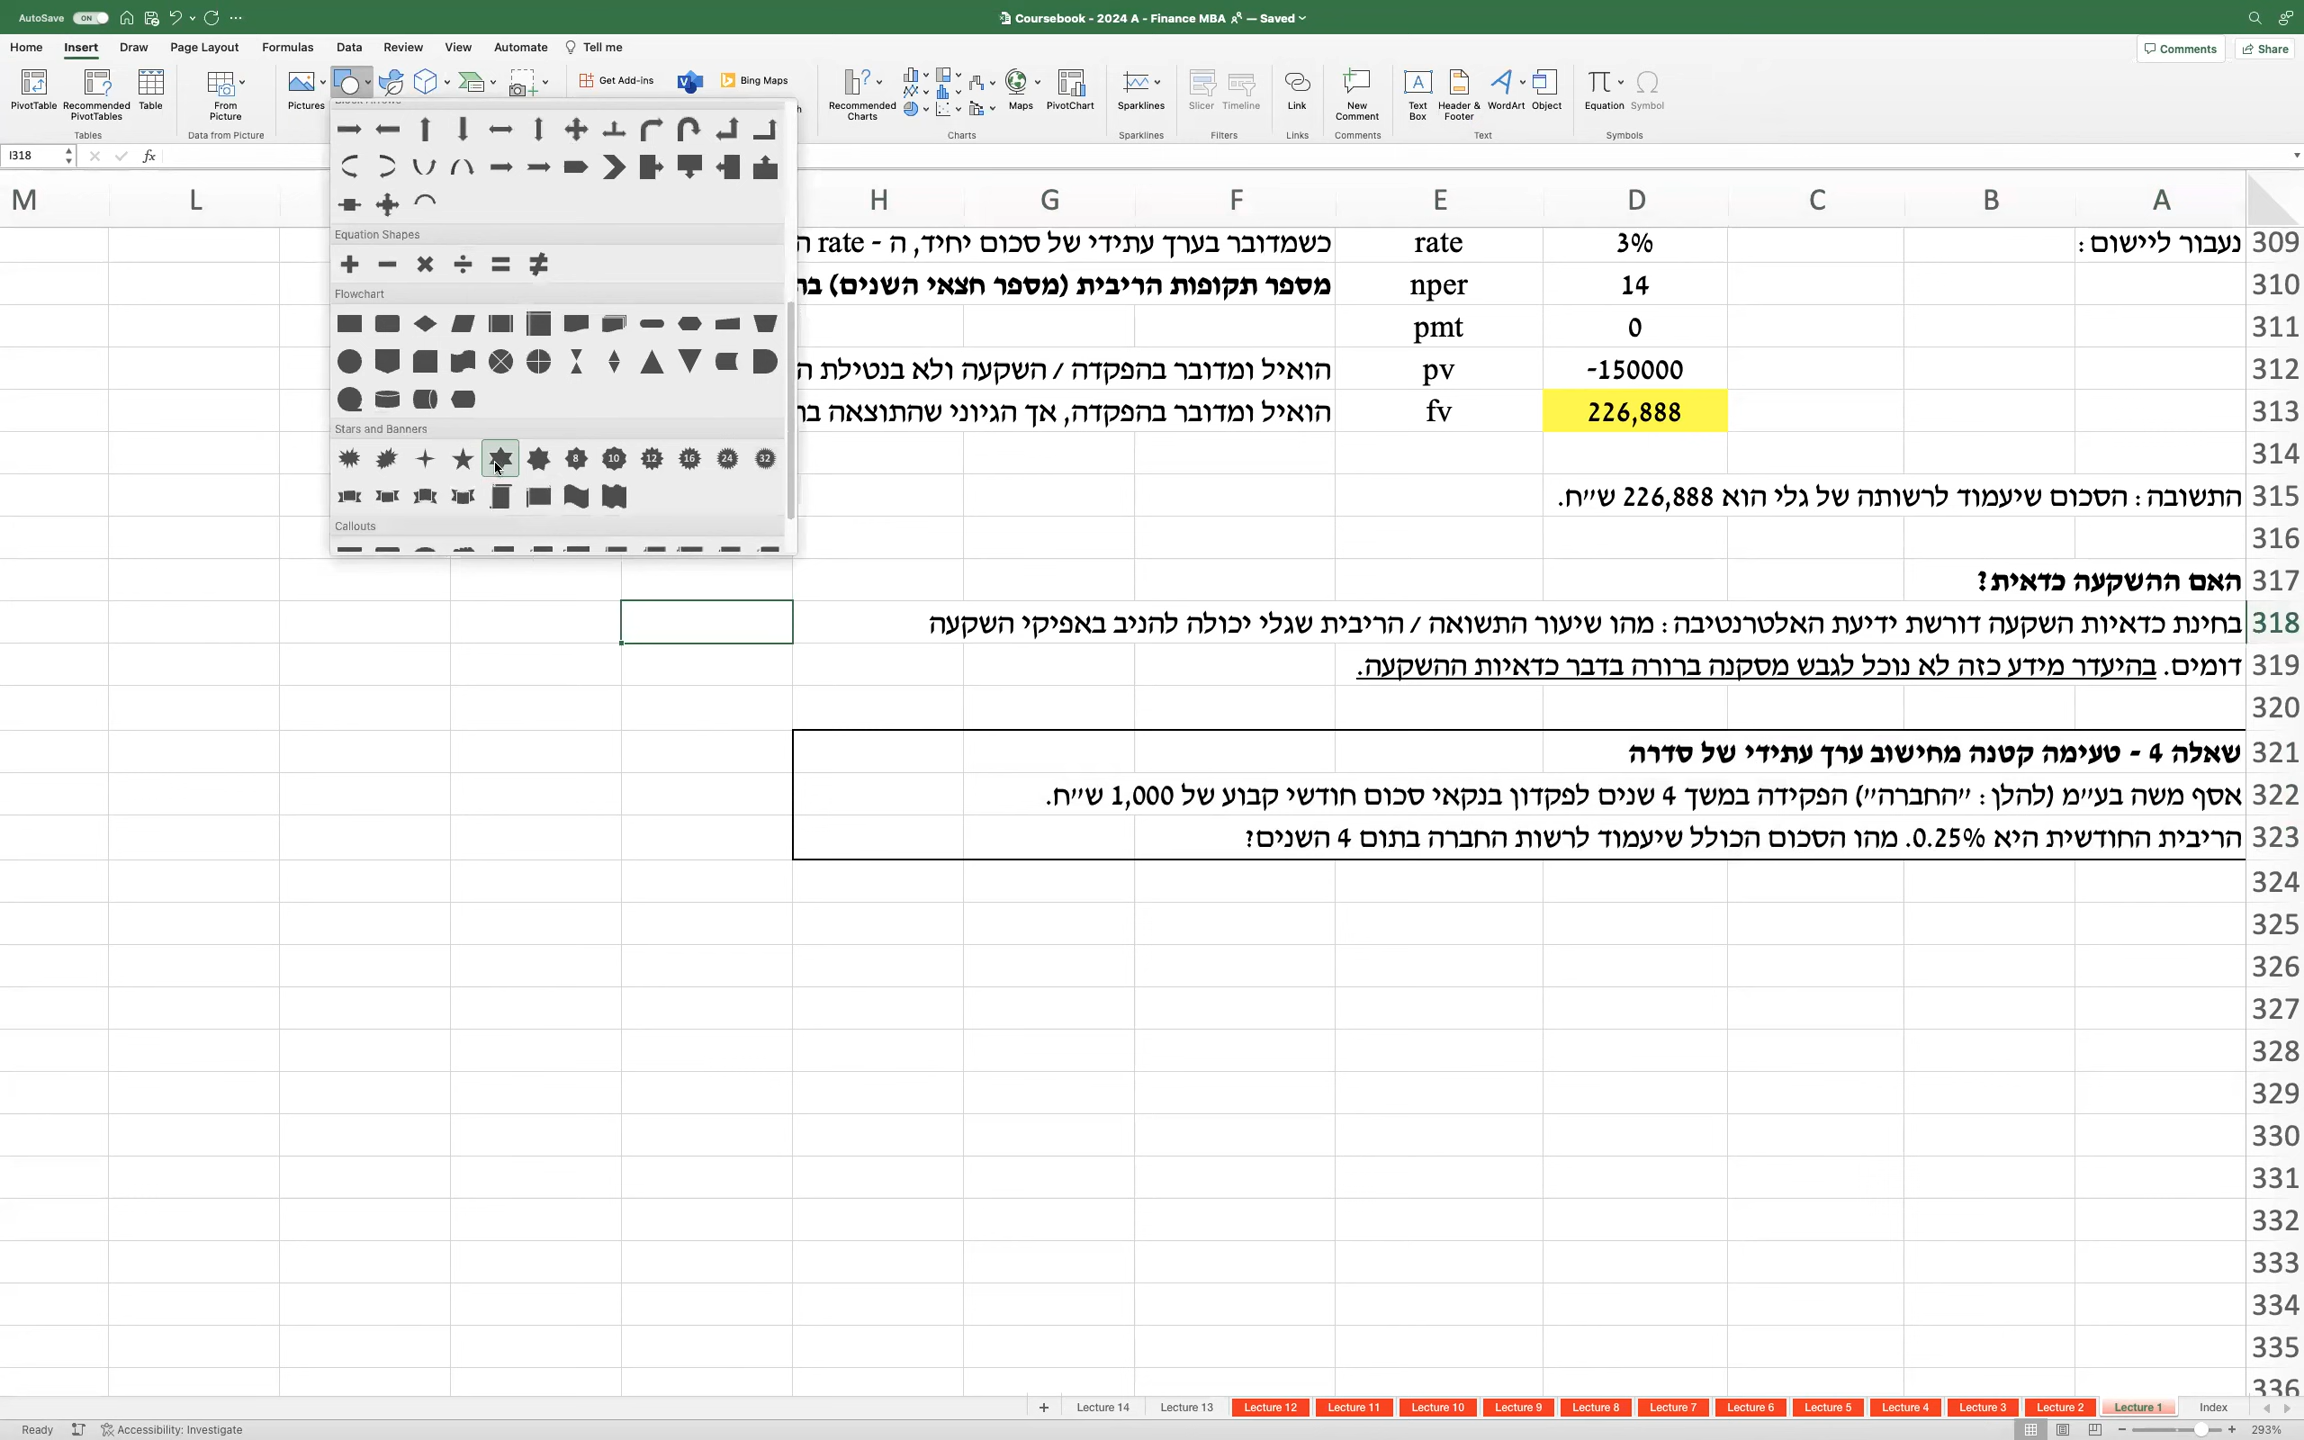 AutoSave ON Coursebook - 2024 A - Finance MBA — Saved
Home Insert Draw Page Layout Formulas Data Review View Automate Tell me Comments Share
PivotTable Recommended PivotTables Table From Picture Pictures Get Add-ins Bing Maps Recommended Charts Maps PivotChart Sparklines Slicer Timeline Link New Comment Text Box Header & Footer WordArt Object Equation Symbol
Tables Data from Picture Charts Sparklines Filters Links Comments Text Symbols
I318 fx
Equation Shapes
Flowchart
Stars and Banners
8 10 12 16 24 32
Callouts
M L H G F E D C B A
309 נעבור ליישום: 3% rate כשמדובר בערך עתידי של סכום יחיד, ה - rate ה
310 14 nper מספר תקופות הריבית (מספר חצאי השנים) בה
311 0 pmt
312 -150000 pv הואיל ומדובר בהפקדה / השקעה ולא בנטילת ה
313 226,888 fv הואיל ומדובר בהפקדה, אך הגיוני שהתוצאה בה
314
315 התשובה: הסכום שיעמוד לרשותה של גלי הוא 226,888 ש״ח.
316
317 האם ההשקעה כדאית?
318 בחינת כדאיות השקעה דורשת ידיעת האלטרנטיבה: מהו שיעור התשואה / הריבית שגלי יכולה להניב באפיקי השקעה
319 דומים. בהיעדר מידע כזה לא נוכל לגבש מסקנה ברורה בדבר כדאיות ההשקעה.
320
321 שאלה 4 - טעימה קטנה מחישוב ערך עתידי של סדרה
322 אסף משה בע״מ (להלן: ״החברה״) הפקידה במשך 4 שנים לפקדון בנקאי סכום חודשי קבוע של 1,000 ש״ח.
323 הריבית החודשית היא 0.25%. מהו הסכום הכולל שיעמוד לרשות החברה בתום 4 השנים?
324
325
326
327
328
329
330
331
332
333
334
335
336
Lecture 14 Lecture 13 Lecture 12 Lecture 11 Lecture 10 Lecture 9 Lecture 8 Lecture 7 Lecture 6 Lecture 5 Lecture 4 Lecture 3 Lecture 2 Lecture 1 Index
Ready Accessibility: Investigate 293%